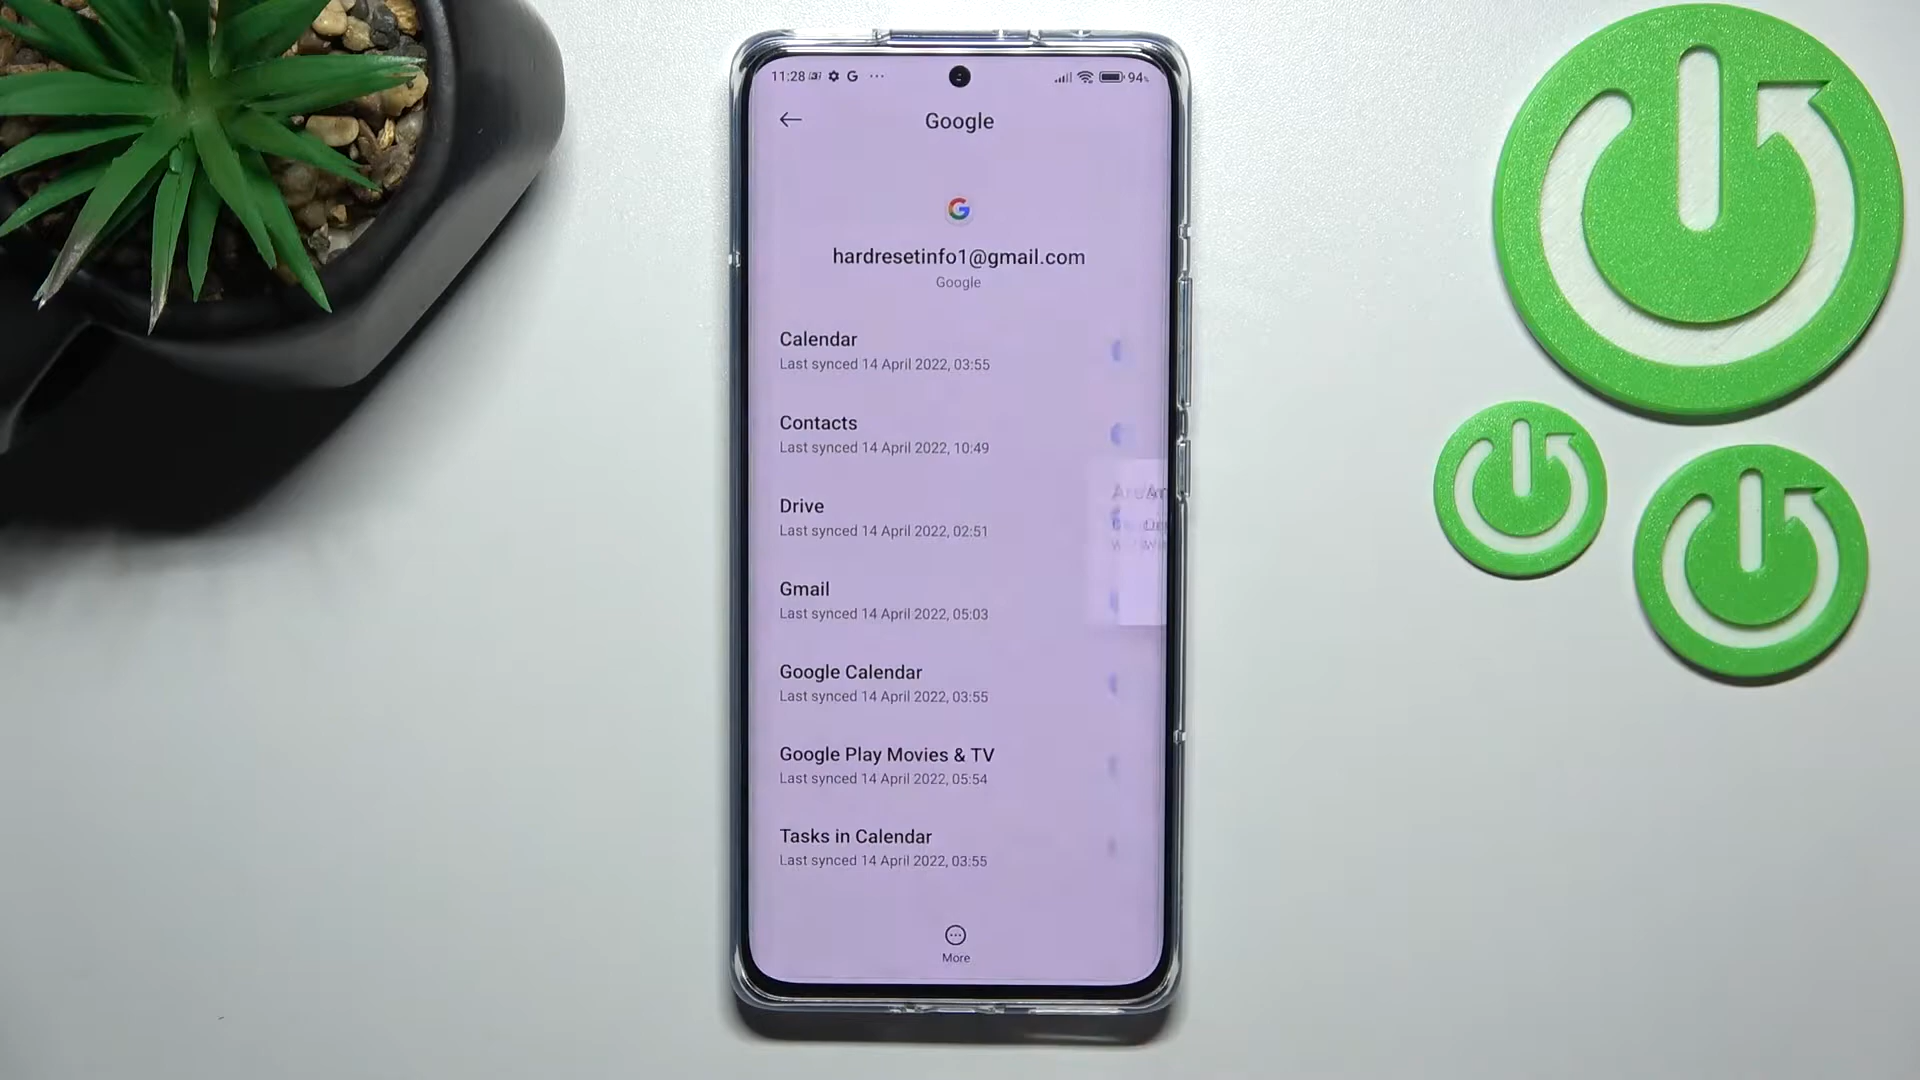 11:28
94
Google
hardresetinfo1@gmail.com
Google
Calendar
Last synced 14 April 2022, 03:55
Contacts
Last synced 14 April 2022, 10:49
Drive
Last synced 14 April 2022, 02:51
Gmail
Last synced 14 April 2022, 05:03
Google Calendar
Last synced 14 April 2022, 03:55
Google Play Movies & TV
Last synced 14 April 2022, 05:54
Tasks in Calendar
Last synced 14 April 2022, 03:55
More